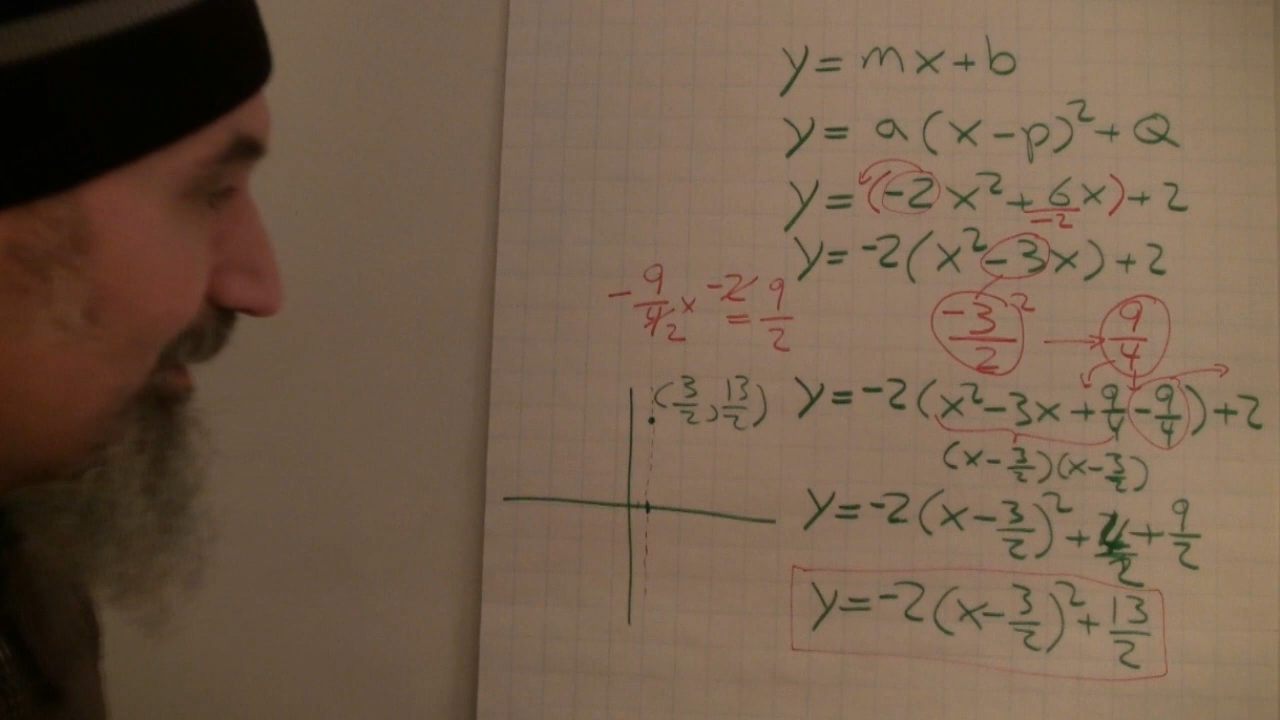 y = mx + b
y = a(x - p)² + Q
y = (-2x² + 6x) + 2
-2
y = -2(x² - 3x) + 2
-9/4 x -2 = 9/2
2
-3/2 ² → 9/4
(3/2, 13/2)
y = -2(x² - 3x + 9/4 - 9/4) + 2
(x - 3/2)(x - 3/2)
y = -2(x - 3/2)² + 4/2 + 9/2
y = -2(x - 3/2)² + 13/2